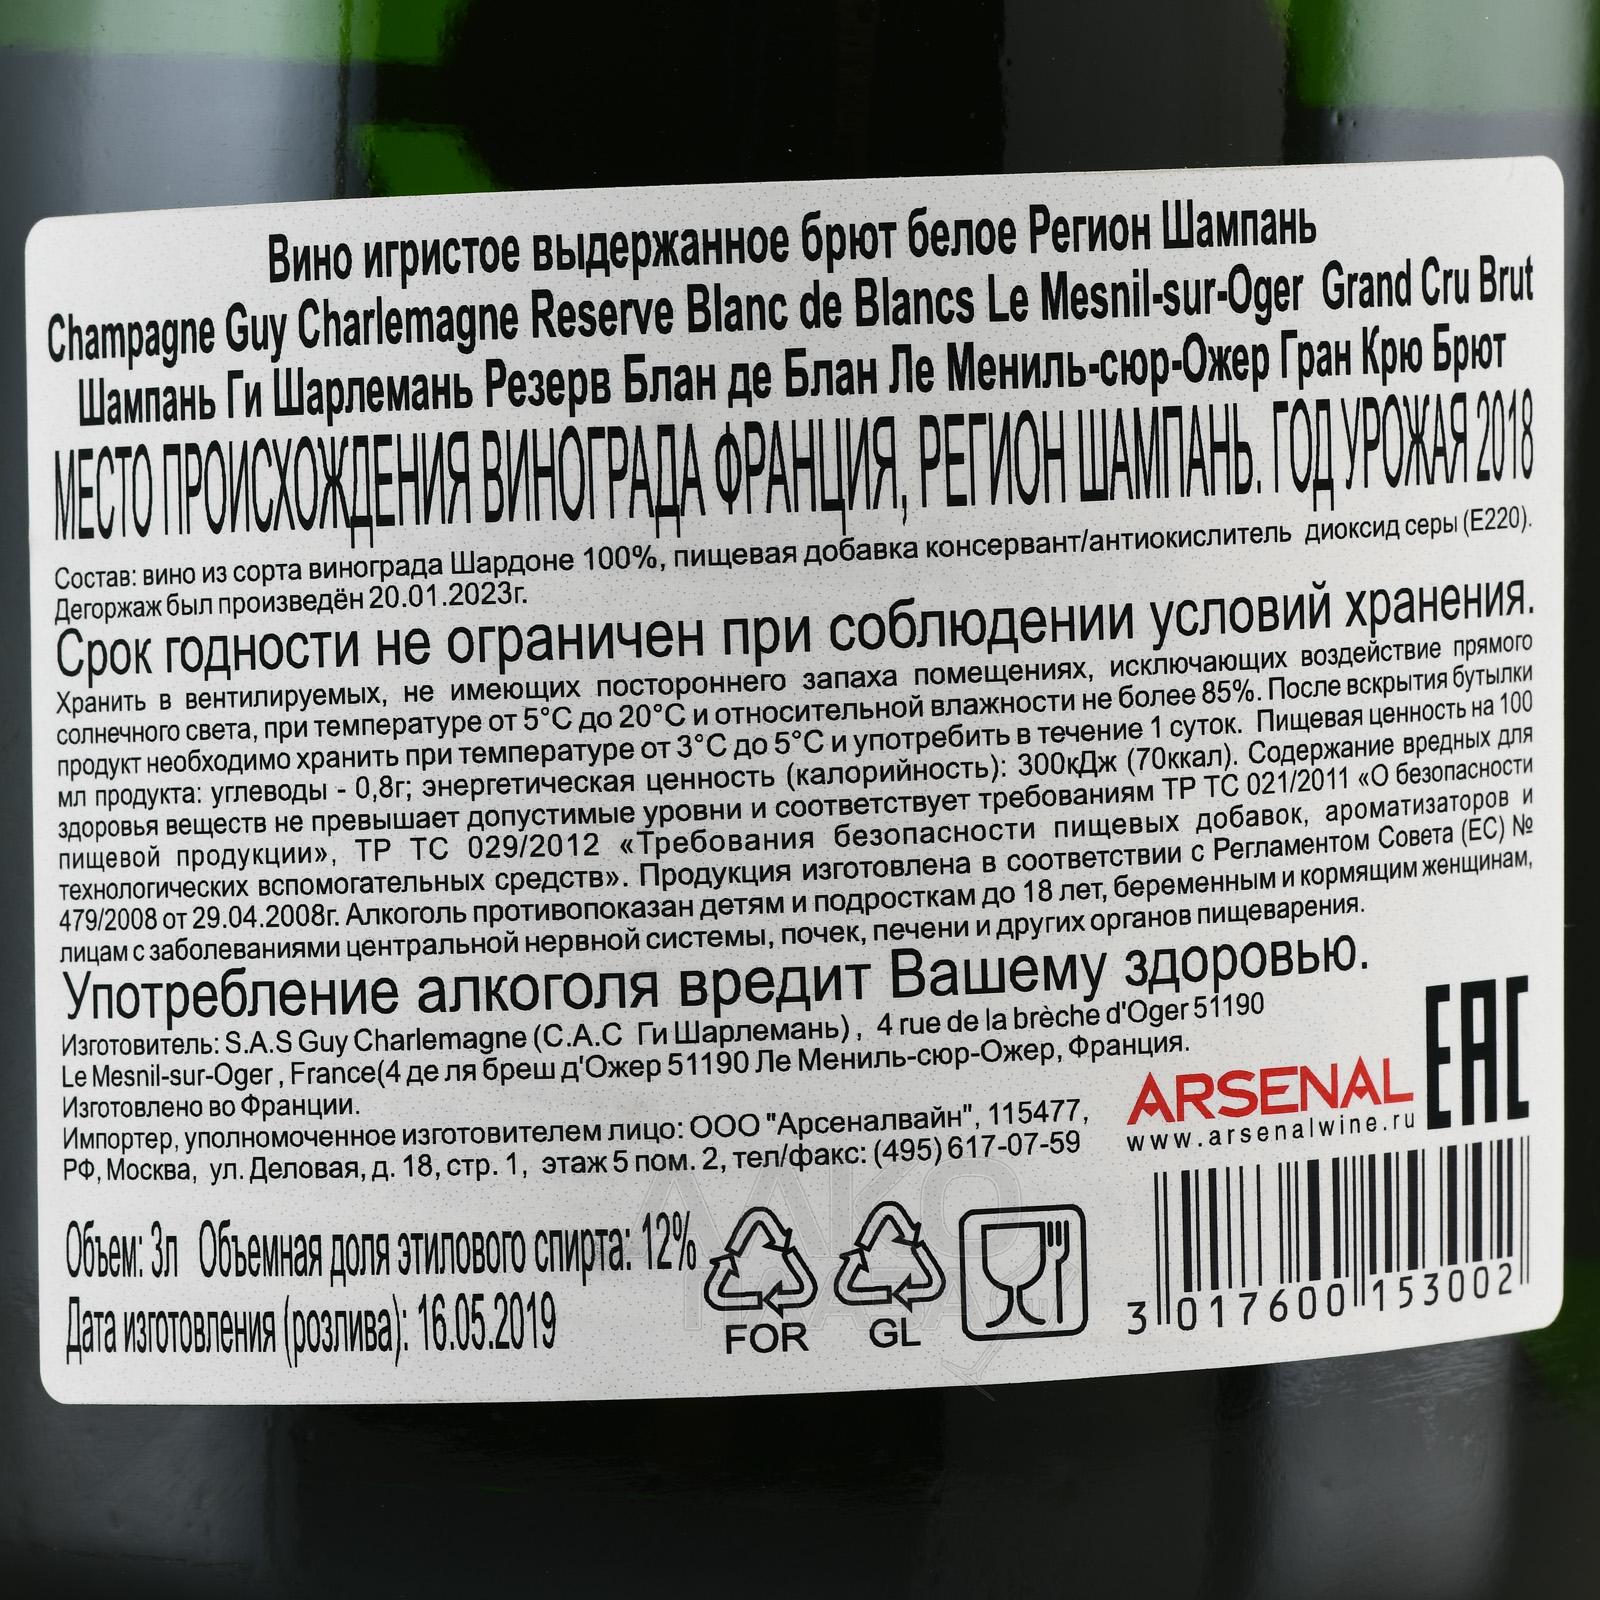 Вино игристое выдержанное брют белое Регион Шампань
Champagne Guy Charlemagne Reserve Blanc de Blancs Le Mesnil-sur-Oger Grand Cru Brut
Шампань Ги Шарлемань Резерв Блан де Блан Ле Мениль-сюр-Ожер Гран Крю Брют
МЕСТО ПРОИСХОЖДЕНИЯ ВИНОГРАДА ФРАНЦИЯ, РЕГИОН ШАМПАНЬ. ГОД УРОЖАЯ 2018
Состав: вино из сорта винограда Шардоне 100%, пищевая добавка консервант/антиокислитель диоксид серы (Е220).
Дегоржаж был произведён 20.01.2023г.
Срок годности не ограничен при соблюдении условий хранения.
Хранить в вентилируемых, не имеющих постороннего запаха помещениях, исключающих воздействие прямого
солнечного света, при температуре от 5°С до 20°С и относительной влажности не более 85%. После вскрытия бутылки
продукт необходимо хранить при температуре от 3°С до 5°С и употребить в течение 1 суток. Пищевая ценность на 100
мл продукта: углеводы - 0,8г; энергетическая ценность (калорийность): 300кДж (70ккал). Содержание вредных для
здоровья веществ не превышает допустимые уровни и соответствует требованиям ТР ТС 021/2011 «О безопасности
пищевой продукции», ТР ТС 029/2012 «Требования безопасности пищевых добавок, ароматизаторов и
технологических вспомогательных средств». Продукция изготовлена в соответствии с Регламентом Совета (ЕС) №
479/2008 от 29.04.2008г. Алкоголь противопоказан детям и подросткам до 18 лет, беременным и кормящим женщинам,
лицам с заболеваниями центральной нервной системы, почек, печени и других органов пищеварения.
Употребление алкоголя вредит Вашему здоровью.
Изготовитель: S.A.S Guy Charlemagne (С.А.С Ги Шарлемань) , 4 rue de la brèche d'Oger 51190
Le Mesnil-sur-Oger , France(4 де ля бреш д'Ожер 51190 Ле Мениль-сюр-Ожер, Франция.
Изготовлено во Франции.
Импортер, уполномоченное изготовителем лицо: ООО "Арсеналвайн", 115477,
РФ, Москва, ул. Деловая, д. 18, стр. 1, этаж 5 пом. 2, тел/факс: (495) 617-07-59
ARSENAL
www.arsenalwine.ru
EAC
Объем: 3л Объемная доля этилового спирта: 12%
Дата изготовления (розлива): 16.05.2019
FOR
GL
3 017600 153002